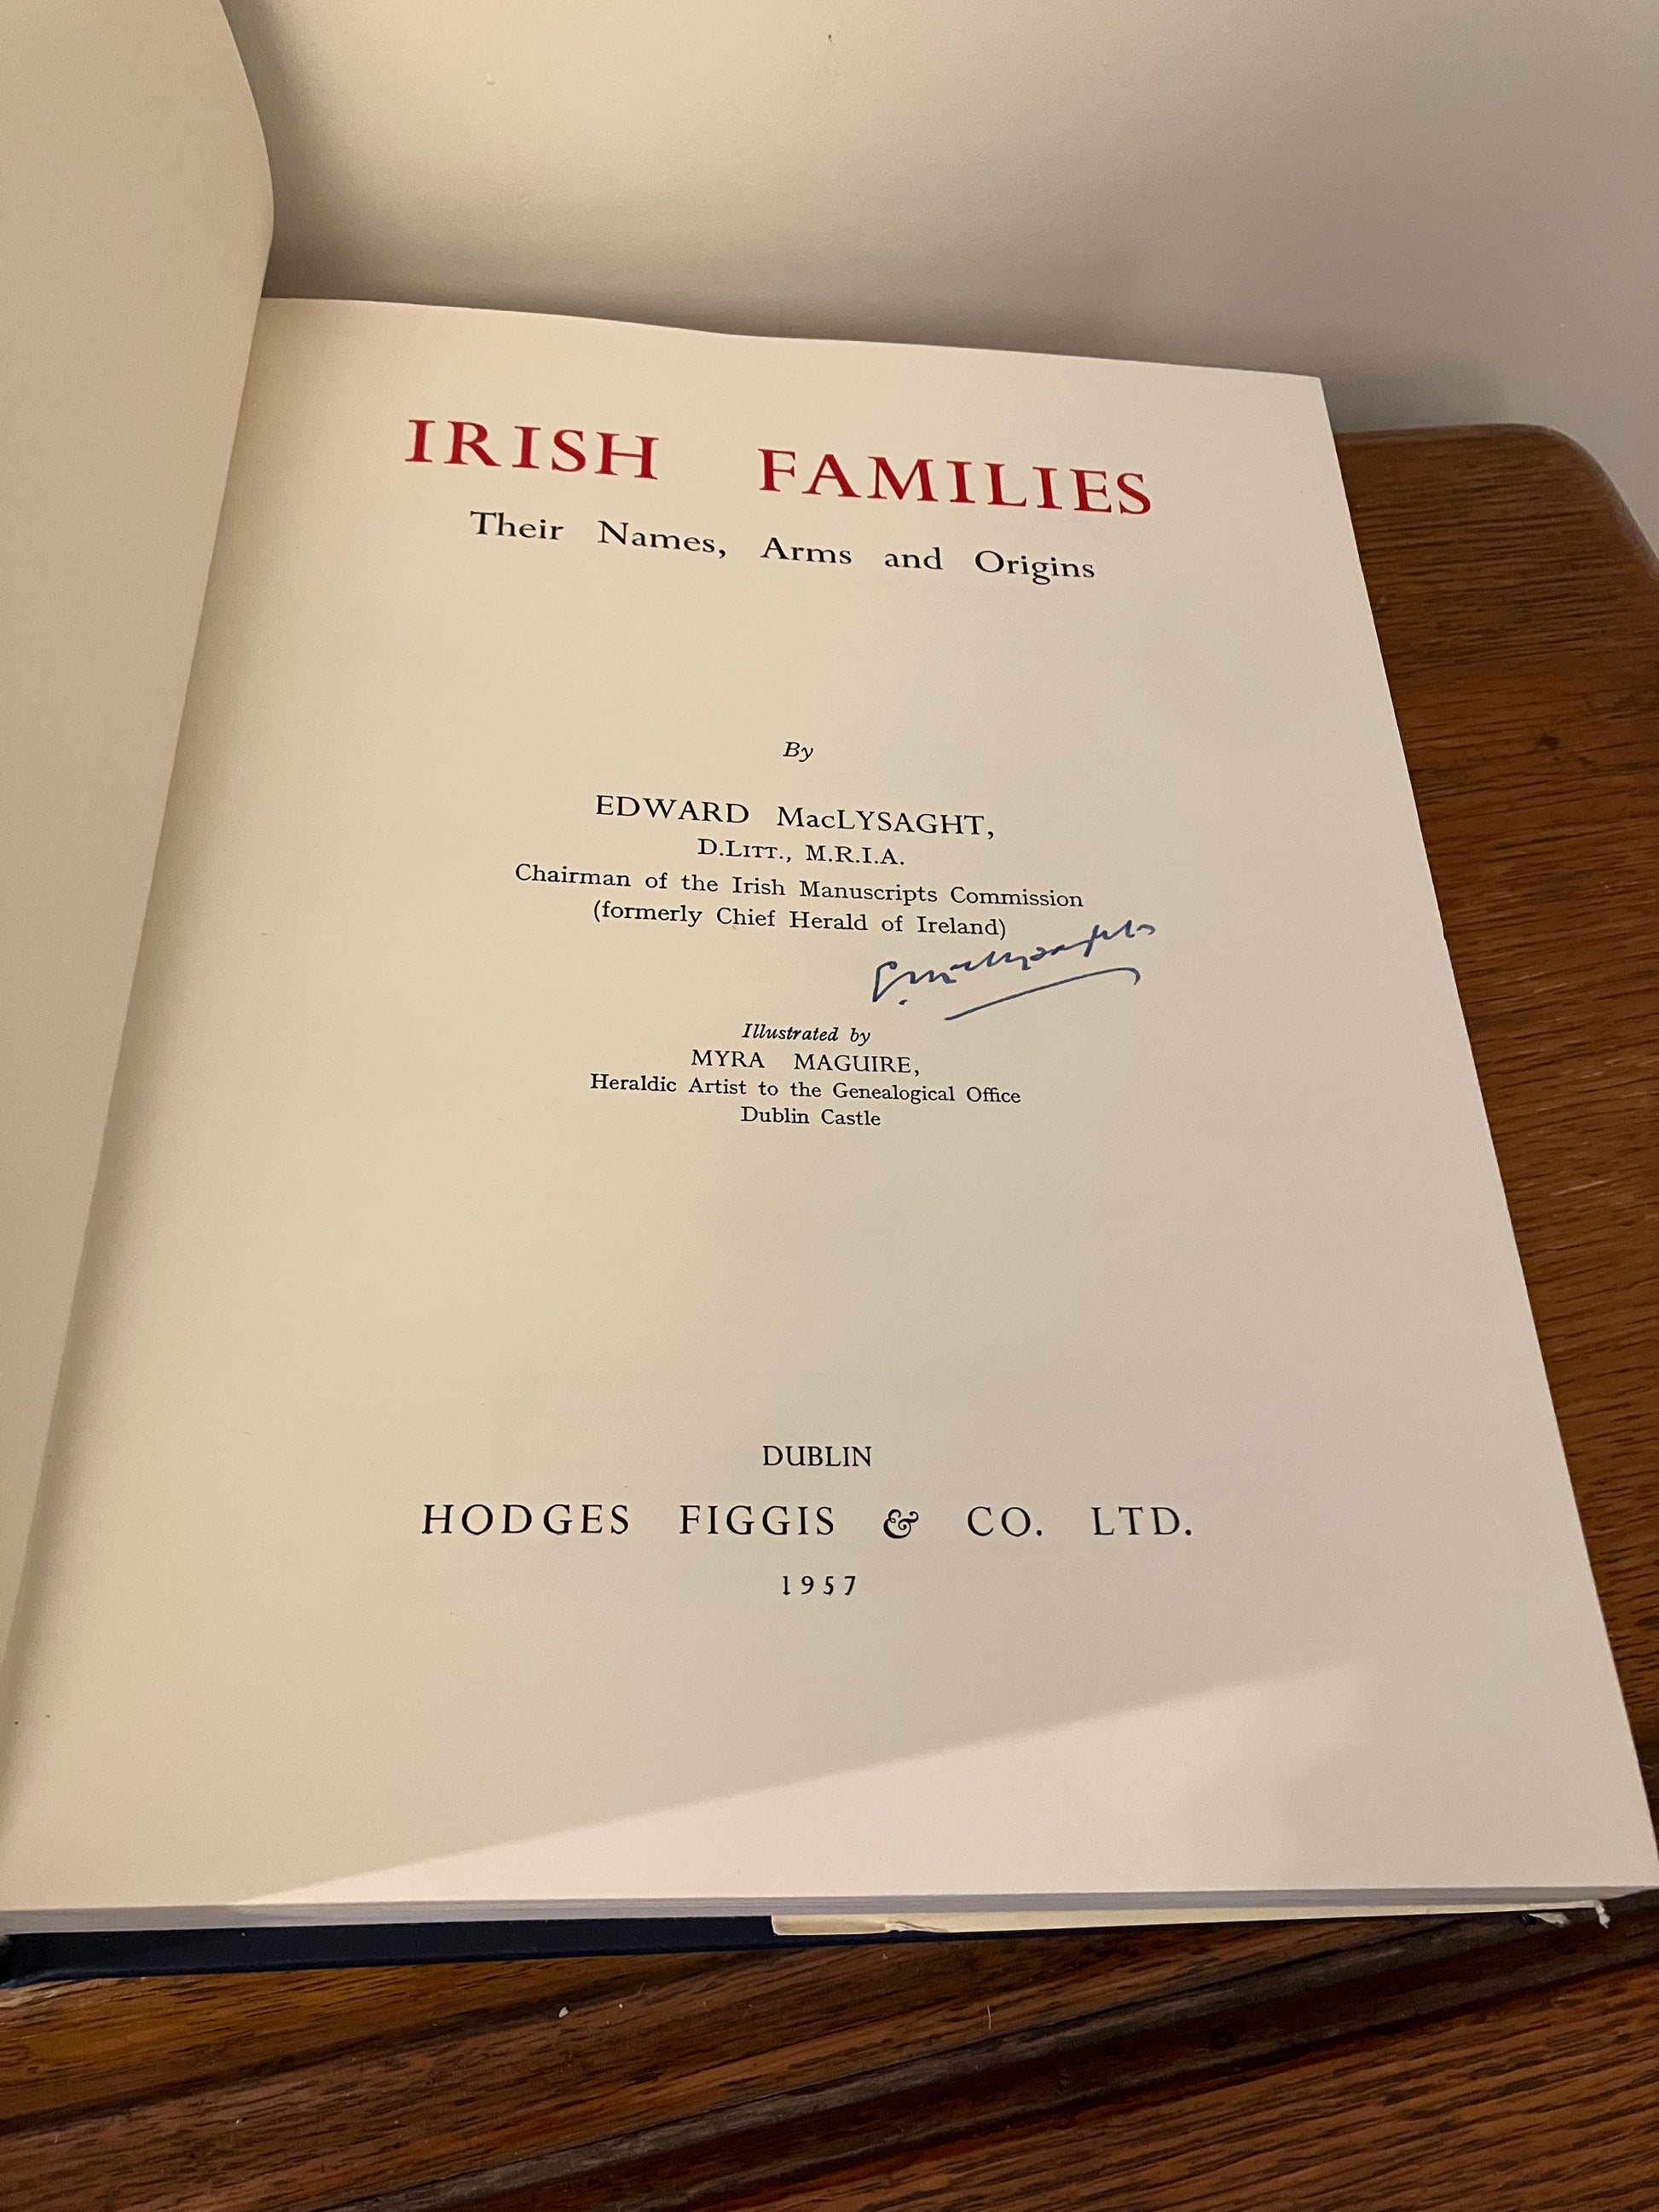 IRISH FAMILIES
Their Names, Arms and Origins
By
EDWARD MacLYSAGHT,
D.LITT., M.R.I.A.
Chairman of the Irish Manuscripts Commission
(formerly Chief Herald of Ireland)
Illustrated by
MYRA MAGUIRE,
Heraldic Artist to the Genealogical Office
Dublin Castle
DUBLIN
HODGES FIGGIS & CO. LTD.
1957